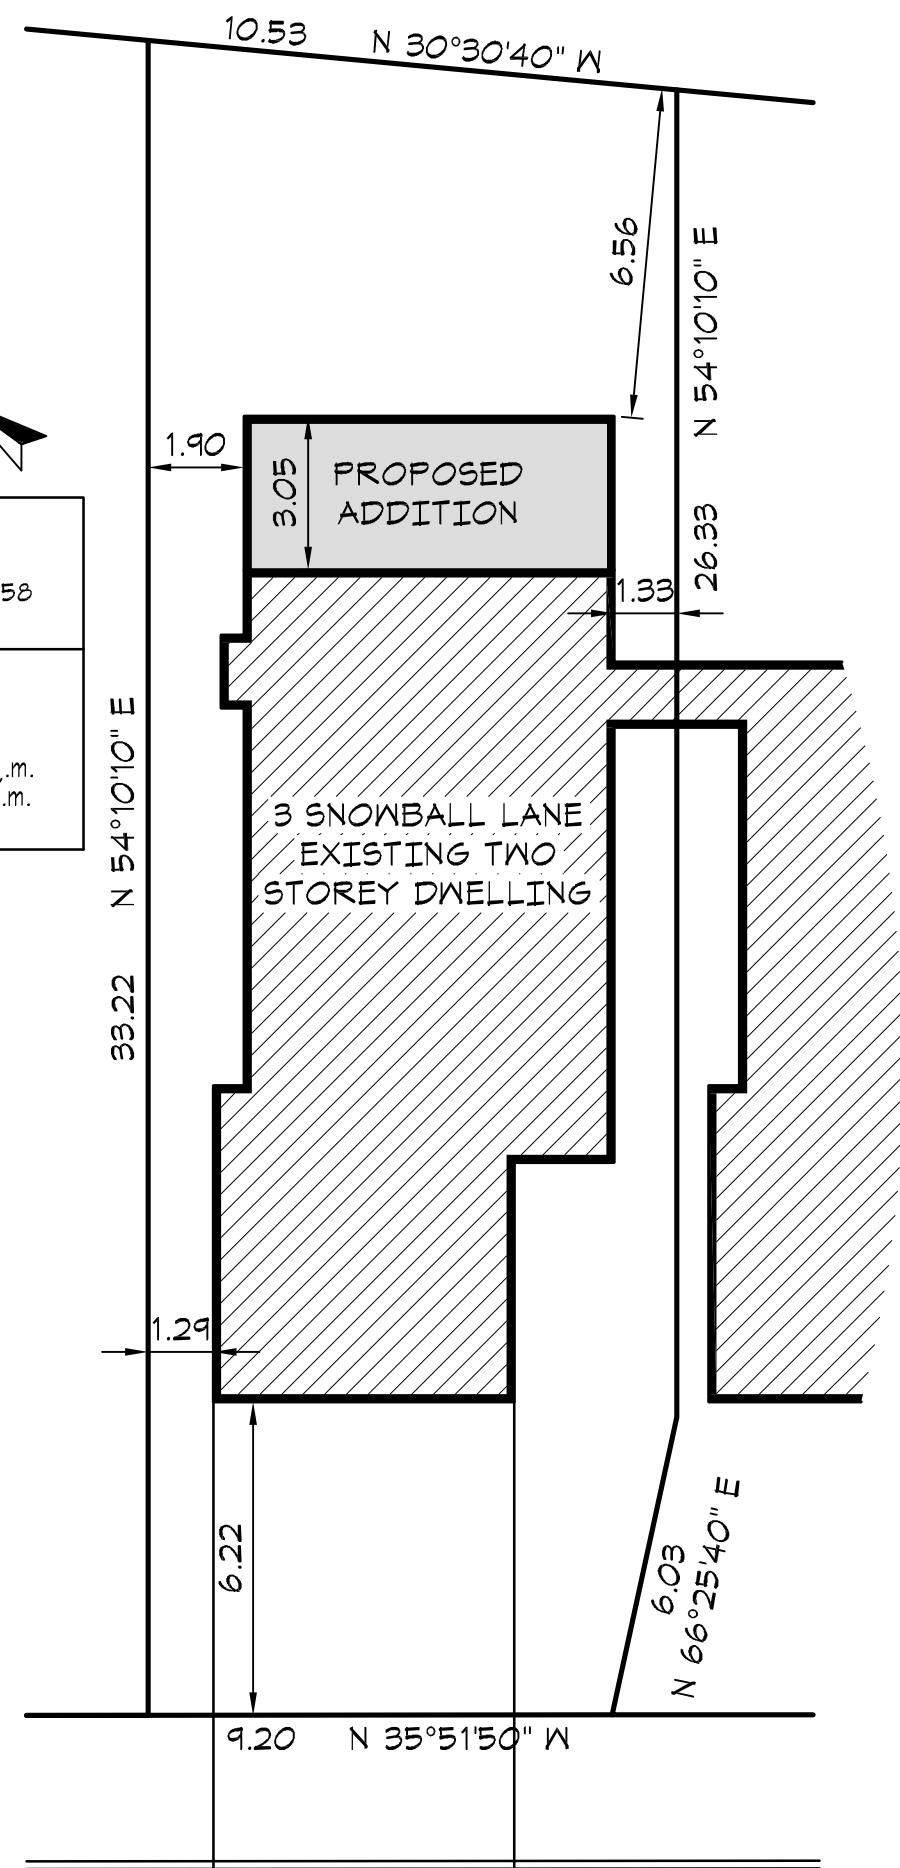 10.53 N 30°30'40" W
6.56
N 54°10'10" E
26.33
1.90
3.05
PROPOSED
ADDITION
1.33
58
.m.
.m.
N 54°10'10" E
33.22
3 SNOWBALL LANE
EXISTING TWO
STOREY DWELLING
1.29
6.22
6.03
N 66°25'40" E
9.20 N 35°51'50" W